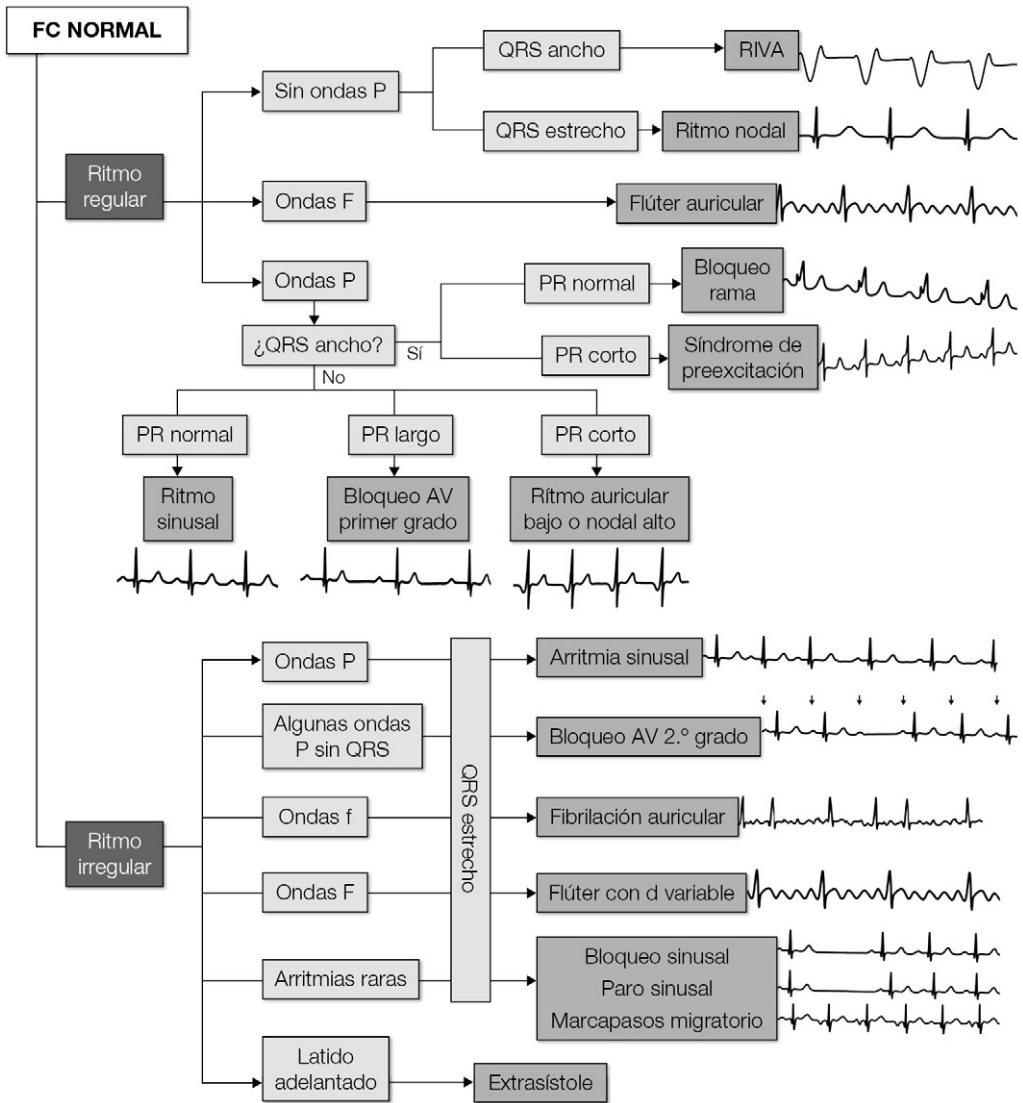 FC NORMAL
Ritmo
regular
Sin ondas P
QRS ancho
RIVA
QRS estrecho
Ritmo nodal
Ondas F
Flúter auricular
Ondas P
¿QRS ancho?
Sí
PR normal
Bloqueo
rama
PR corto
Síndrome de
preexcitación
No
PR normal
PR largo
PR corto
Ritmo
sinusal
Bloqueo AV
primer grado
Rítmo auricular
bajo o nodal alto
Ritmo
irregular
QRS estrecho
Ondas P
Arritmia sinusal
Algunas ondas
P sin QRS
Bloqueo AV 2.º grado
Ondas f
Fibrilación auricular
Ondas F
Flúter con d variable
Arritmias raras
Bloqueo sinusal
Paro sinusal
Marcapasos migratorio
Latido
adelantado
Extrasístole